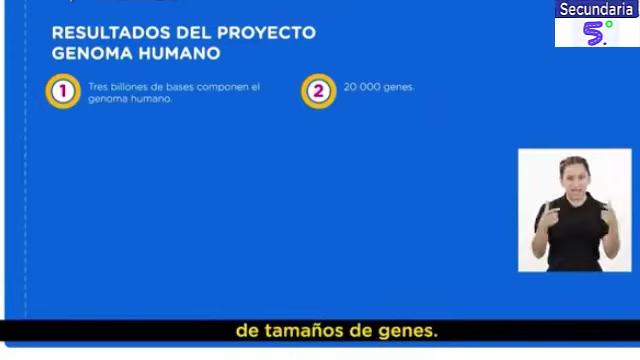 Secundaria
5°
RESULTADOS DEL PROYECTO
GENOMA HUMANO
1
Tres billones de bases componen el
genoma humano.
2
20 000 genes.
de tamaños de genes.